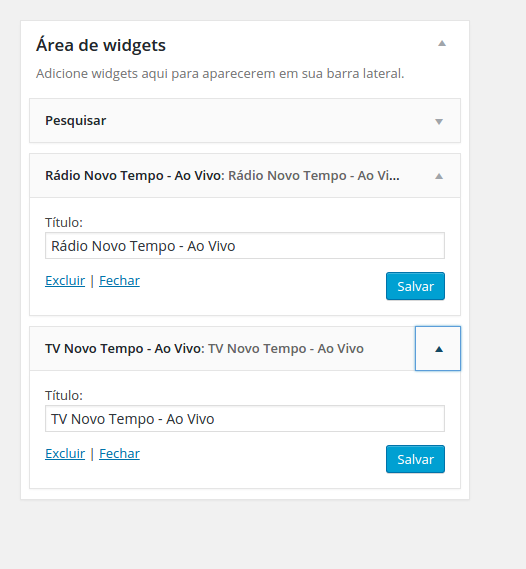 Área de widgets
Adicione widgets aqui para aparecerem em sua barra lateral.
Pesquisar
Rádio Novo Tempo - Ao Vivo: Rádio Novo Tempo - Ao Vi...
Título:
Rádio Novo Tempo - Ao Vivo
Excluir | Fechar
Salvar
TV Novo Tempo - Ao Vivo: TV Novo Tempo - Ao Vivo
Título:
TV Novo Tempo - Ao Vivo
Excluir | Fechar
Salvar